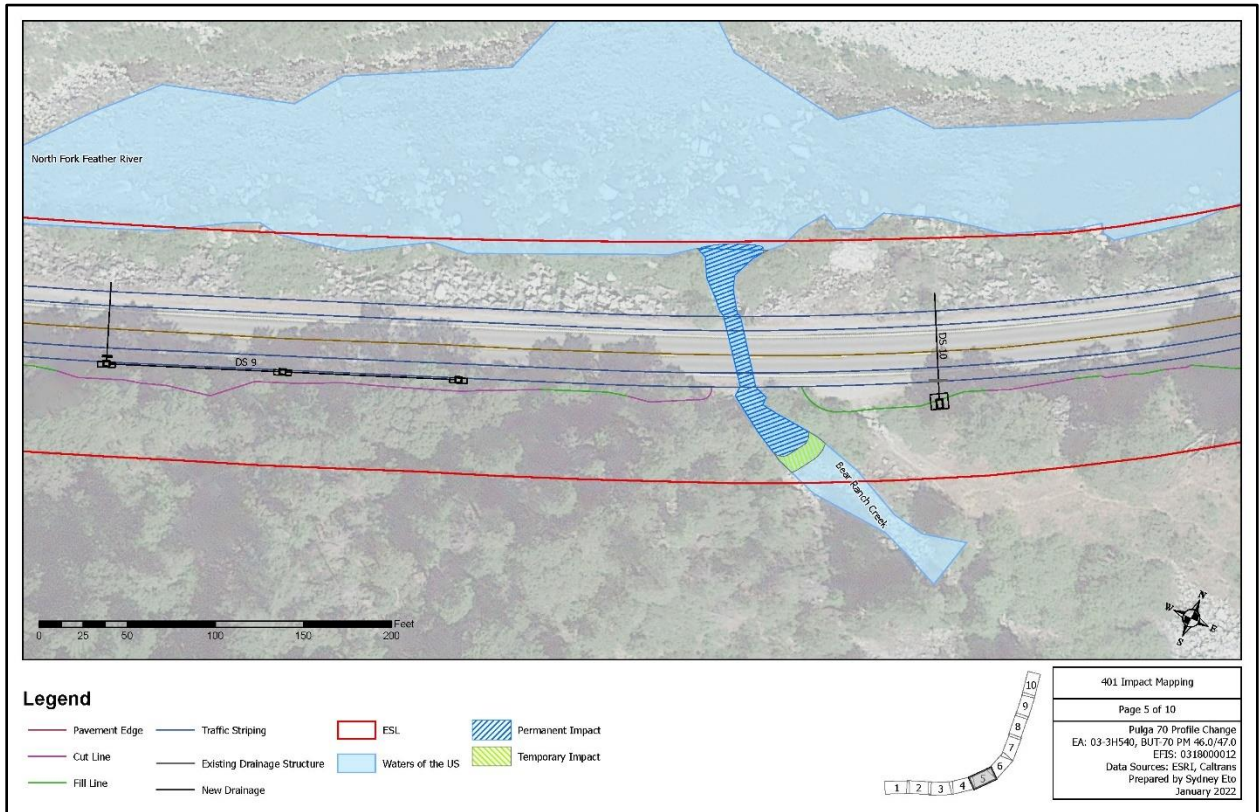 North Fork Feather River
DS 9
DS-10
Bear Ranch Creek
0 25 50 100 150 200 Feet
N
W
E
S
Legend
Pavement Edge
Cut Line
Fill Line
Traffic Striping
Existing Drainage Structure
New Drainage
ESL
Waters of the US
Permanent Impact
Temporary Impact
1 2 3 4 5 6 7 8 9 10
401 Impact Mapping
Page 5 of 10
Pulga 70 Profile Change
EA: 03-3H540, BUT-70 PM 46.0/47.0
EFIS: 0318000012
Data Sources: ESRI, Caltrans
Prepared by Sydney Eto
January 2022